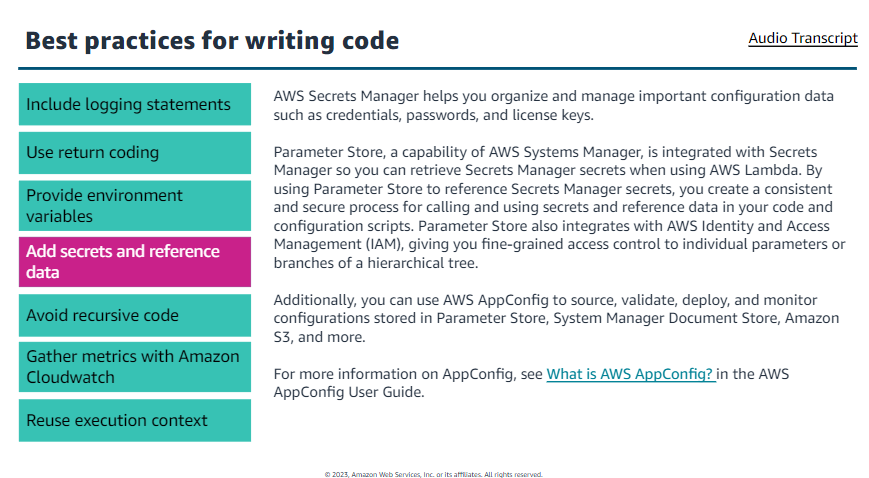 Best practices for writing code
Audio Transcript
Include logging statements
Use return coding
Provide environment
variables
Add secrets and reference
data
Avoid recursive code
Gather metrics with Amazon
Cloudwatch
Reuse execution context
AWS Secrets Manager helps you organize and manage important configuration data
such as credentials, passwords, and license keys.
Parameter Store, a capability of AWS Systems Manager, is integrated with Secrets
Manager so you can retrieve Secrets Manager secrets when using AWS Lambda. By
using Parameter Store to reference Secrets Manager secrets, you create a consistent
and secure process for calling and using secrets and reference data in your code and
configuration scripts. Parameter Store also integrates with AWS Identity and Access
Management (IAM), giving you fine-grained access control to individual parameters or
branches of a hierarchical tree.
Additionally, you can use AWS AppConfig to source, validate, deploy, and monitor
configurations stored in Parameter Store, System Manager Document Store, Amazon
S3, and more.
For more information on AppConfig, see What is AWS AppConfig? in the AWS
AppConfig User Guide.
© 2023, Amazon Web Services, Inc. or its affiliates. All rights reserved.